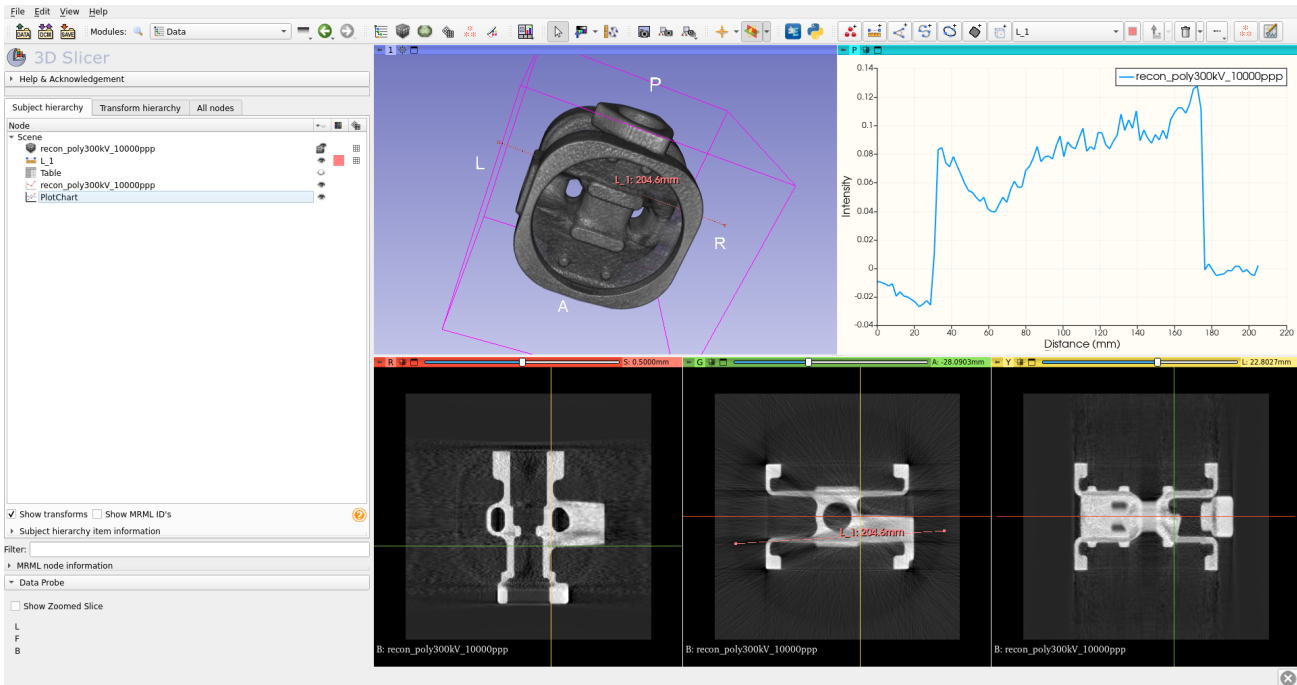 File Edit View Help
DATA DCM SAVE Modules: Data L_1
3D Slicer
Help & Acknowledgement
Subject hierarchy Transform hierarchy All nodes
Node
Scene
recon_poly300kV_10000ppp
L_1
Table
recon_poly300kV_10000ppp
PlotChart
Show transforms Show MRML ID's
Subject hierarchy item information
Filter:
MRML node information
Data Probe
Show Zoomed Slice
L
F
B
1
P
L
L_1: 204.6mm
R
A
P
recon_poly300kV_10000ppp
0.14
0.12
0.1
0.08
0.06
0.04
0.02
0
-0.02
-0.04
Intensity
0 20 40 60 80 100 120 140 160 180 200 220
Distance (mm)
R S: 0.5000mm
B: recon_poly300kV_10000ppp
G A: -28.0903mm
L_1: 204.6mm
B: recon_poly300kV_10000ppp
Y L: 22.8027mm
B: recon_poly300kV_10000ppp